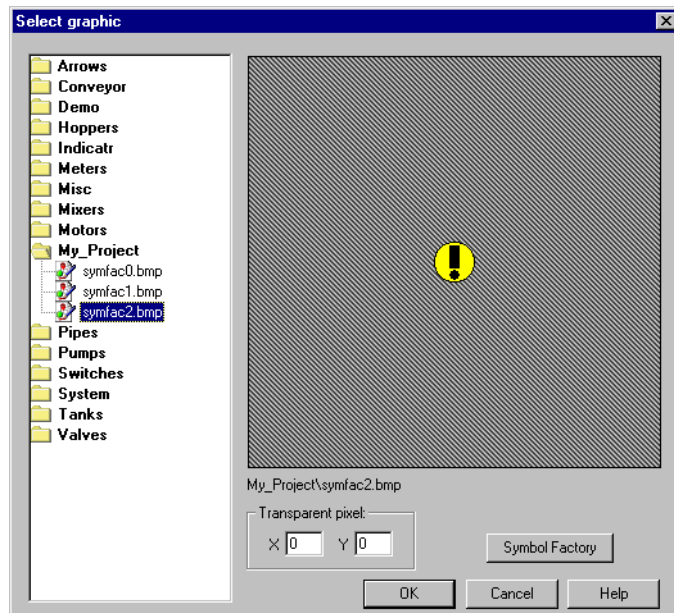 Select graphic
Arrows
Conveyor
Demo
Hoppers
Indicatr
Meters
Misc
Mixers
Motors
My_Project
symfac0.bmp
symfac1.bmp
symfac2.bmp
Pipes
Pumps
Switches
System
Tanks
Valves
My_Project\symfac2.bmp
Transparent pixel:
X 0 Y 0
Symbol Factory
OK Cancel Help